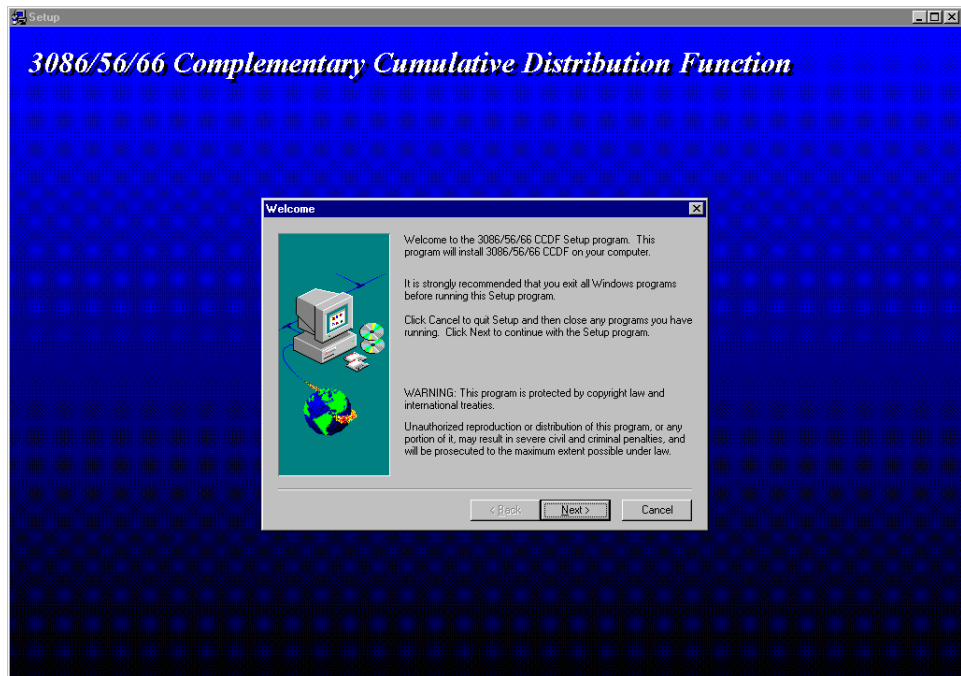 Setup
3086/56/66 Complementary Cumulative Distribution Function
Welcome
Welcome to the 3086/56/66 CCDF Setup program. This
program will install 3086/56/66 CCDF on your computer.
It is strongly recommended that you exit all Windows programs
before running this Setup program.
Click Cancel to quit Setup and then close any programs you have
running. Click Next to continue with the Setup program.
WARNING: This program is protected by copyright law and
international treaties.
Unauthorized reproduction or distribution of this program, or any
portion of it, may result in severe civil and criminal penalties, and
will be prosecuted to the maximum extent possible under law.
< Back Next > Cancel